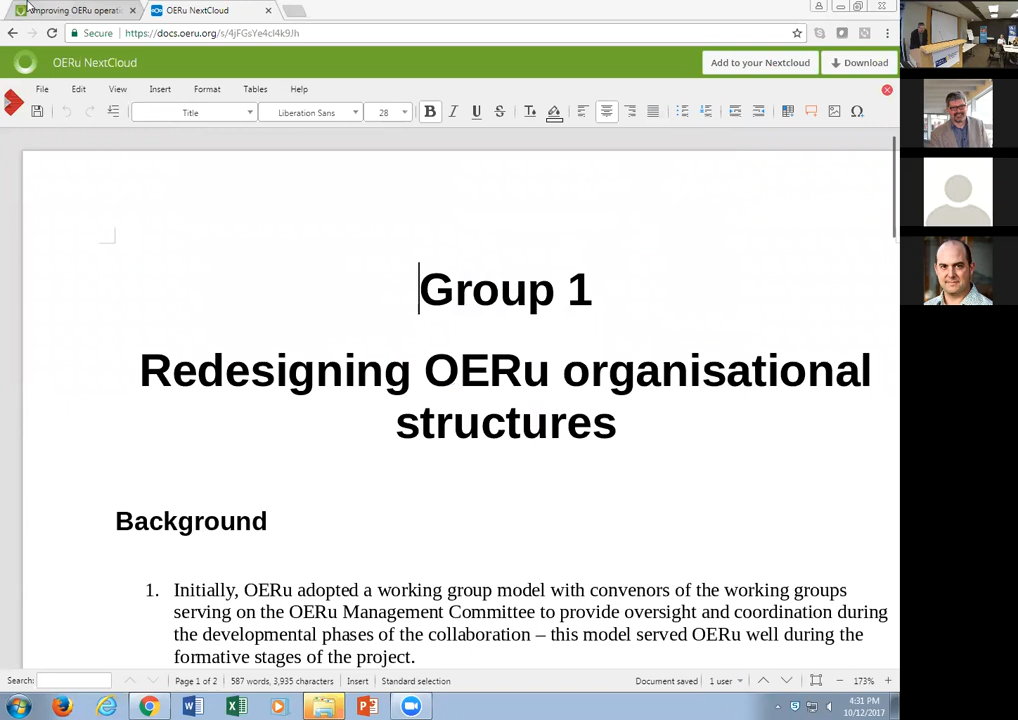 Improving OERu operati
OERu NextCloud
Secure
https://docs.oeru.org/s/4jFGsYe4cl4k9Jh
OERu NextCloud
Add to your Nextcloud
Download
File Edit View Insert Format Tables Help
Title
Liberation Sans
28
Group 1
Redesigning OERu organisational
structures
Background
1. Initially, OERu adopted a working group model with convenors of the working groups
serving on the OERu Management Committee to provide oversight and coordination during
the developmental phases of the collaboration – this model served OERu well during the
formative stages of the project.
Search:
Page 1 of 2
587 words, 3,935 characters
Insert
Standard selection
Document saved
1 user
173%
4:31 PM
10/12/2017